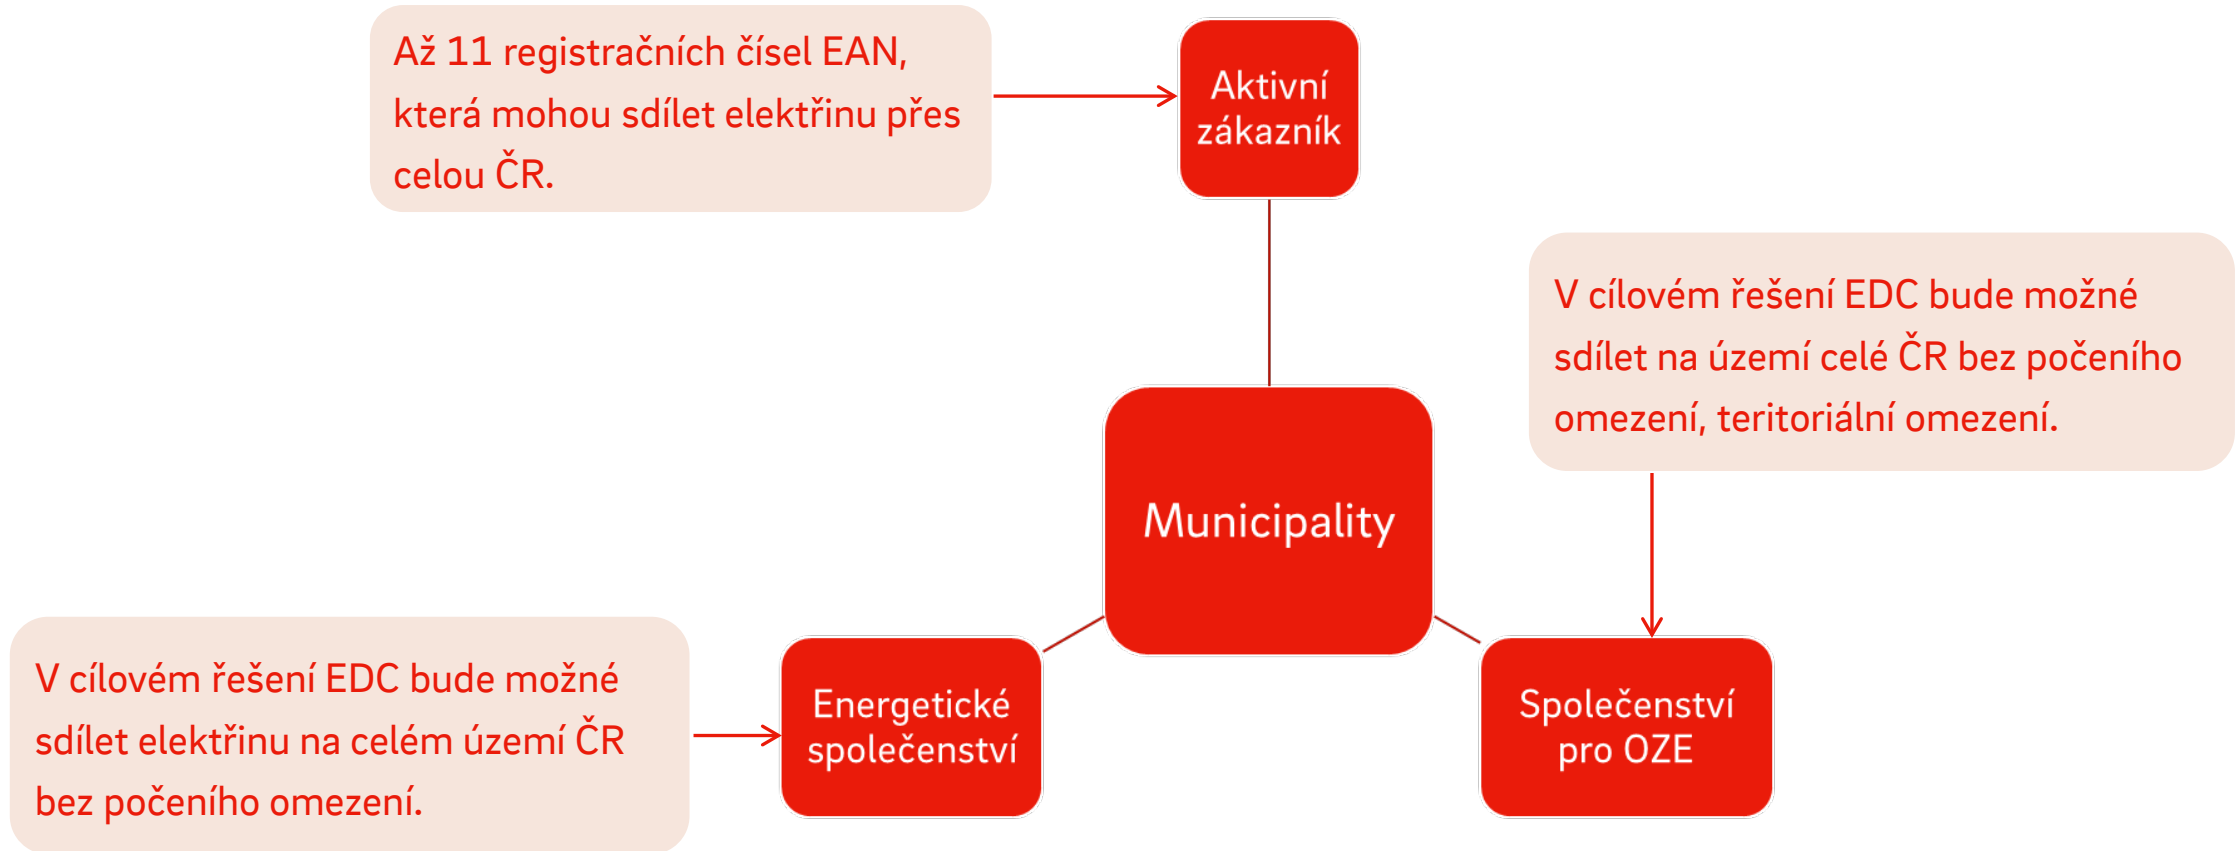 Až 11 registračních čísel EAN,
která mohou sdílet elektřinu přes
celou ČR.
Aktivní
zákazník
V cílovém řešení EDC bude možné
sdílet na území celé ČR bez počeního
omezení, teritoriální omezení.
Municipality
V cílovém řešení EDC bude možné
sdílet elektřinu na celém území ČR
bez počeního omezení.
Energetické
společenství
Společenství
pro OZE